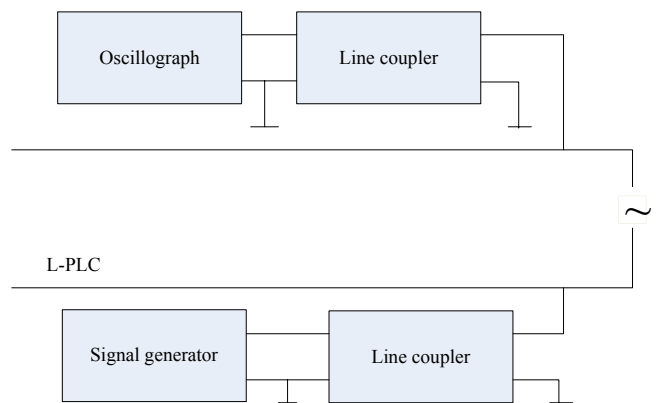 Oscillograph
Line coupler
~
L-PLC
Signal generator
Line coupler